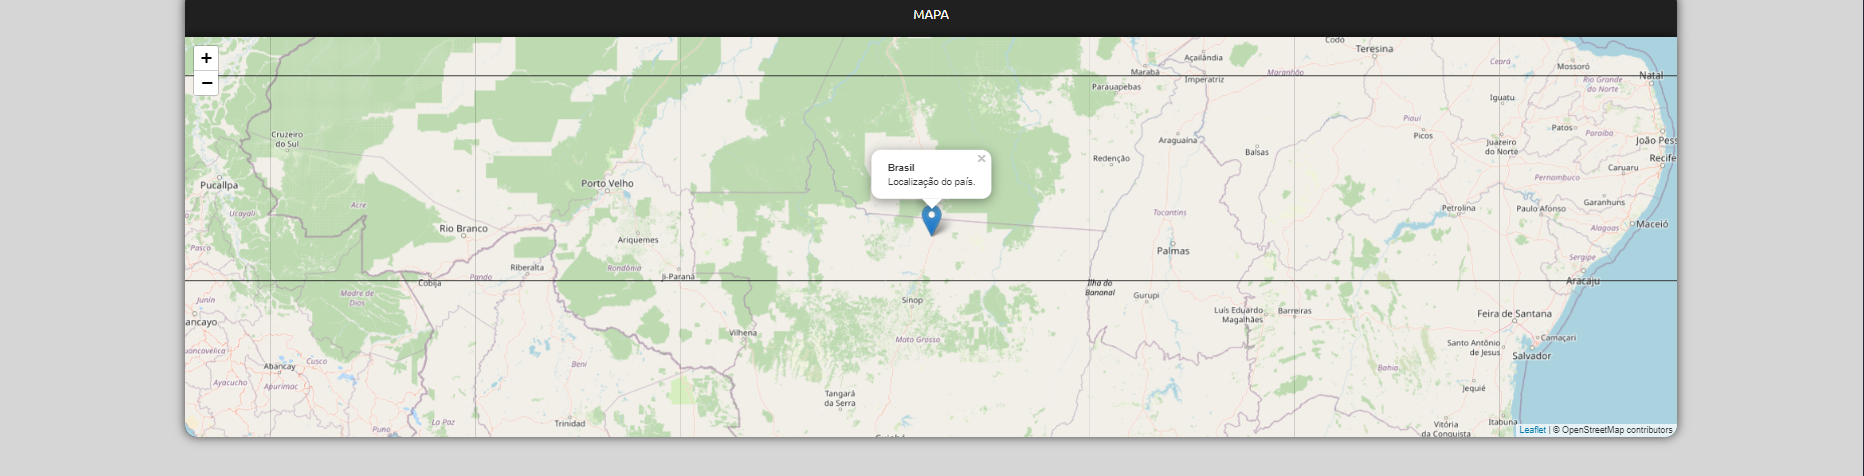 MAPA
+
−
Codó
Teresina
Açailândia
Marabá
Imperatriz
Maranhão
Ceará
Mossoró
Natal
Rio Grande
do Norte
Parauapebas
Iguatu
Piauí
Picos
Patos
Paraíba
João Pess
Cruzeiro
do Sul
Araguaína
Balsas
Juazeiro
do Norte
Recife
Redenção
Caruaru
Pernambuco
×
Brasil
Localização do país.
Pucallpa
Porto Velho
Acre
Ucayali
Tocantins
Petrolina
Paulo Afonso
Garanhuns
Maceió
Alagoas
Rio Branco
Ariquemes
Pasco
Palmas
Sergipe
Riberalta
Rondônia
Pando
Ji-Paraná
Cobija
Aracaju
Ilha do
Bananal
Madre de
Dios
Junín
Gurupi
Sinop
Luís Eduardo
Magalhães
Barreiras
Feira de Santana
ancayo
Vilhena
Mato Grosso
Camaçari
Santo Antônio
de Jesus
Salvador
uancavelica
Cusco
Abancay
Beni
Bahia
Ayacucho
Apurímac
Jequié
Tangará
da Serra
La Paz
Trinidad
Puno
Vitória
da Conquista
Itabuna
Cuiabá
Leaflet | © OpenStreetMap contributors